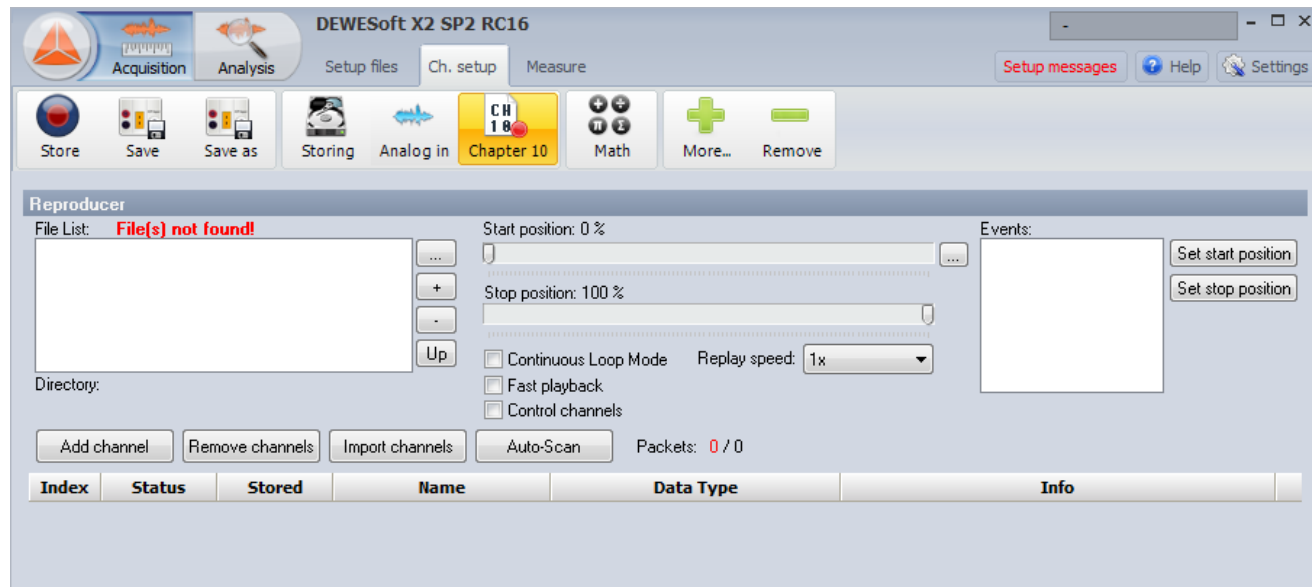 DEWESoft X2 SP2 RC16
-
Acquisition Analysis Setup files Ch. setup Measure Setup messages Help Settings
CH
10
Store Save Save as Storing Analog in Chapter 10 Math More... Remove
Reproducer
File List: File(s) not found! Start position: 0 % Events:
... ... Set start position
+ Stop position: 100 % Set stop position
-
Up Continuous Loop Mode Replay speed: 1x
Directory: Fast playback
Control channels
Add channel Remove channels Import channels Auto-Scan Packets: 0 / 0
Index Status Stored Name Data Type Info